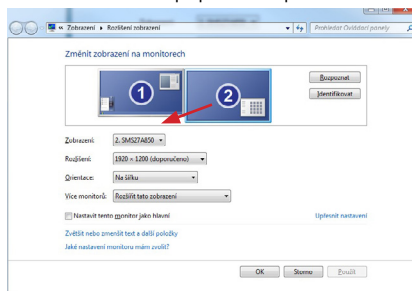 « Zobrazení ▸ Rozlišení zobrazení
Prohledat Ovládací panely
Změnit zobrazení na monitorech
1
2
Rozpoznat
Identifikovat
Zobrazení: 2. SMS27A850
Rozlišení: 1920 × 1200 (doporučeno)
Orientace: Na šířku
Více monitorů: Rozšířit tato zobrazení
Nastavit tento monitor jako hlavní
Upřesnit nastavení
Zvětšit nebo zmenšit text a další položky
Jaké nastavení monitoru mám zvolit?
OK Storno Použít